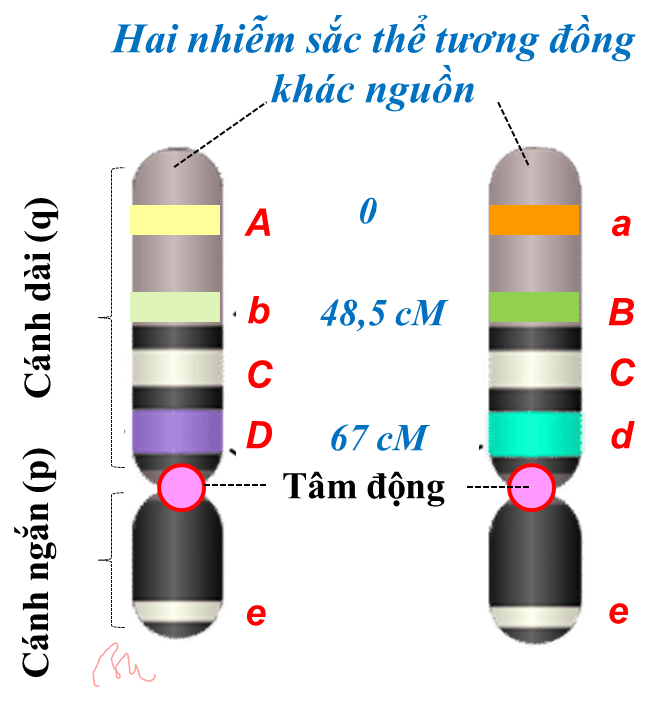 Hai nhiễm sắc thể tương đồng
khác nguồn
Cánh dài (q)
A
0
a
b
48,5 cM
B
C
C
D
67 cM
d
Tâm động
Cánh ngắn (p)
e
e